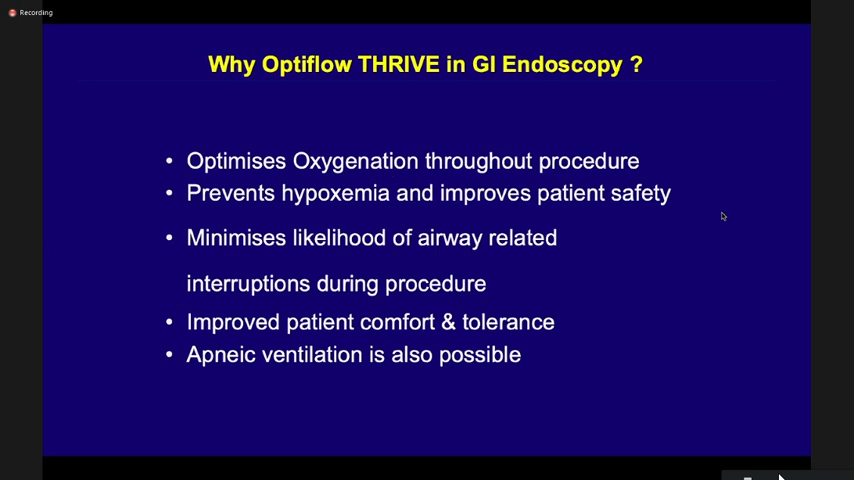 Recording
Why Optiflow THRIVE in GI Endoscopy ?
• Optimises Oxygenation throughout procedure
• Prevents hypoxemia and improves patient safety
• Minimises likelihood of airway related
interruptions during procedure
• Improved patient comfort & tolerance
• Apneic ventilation is also possible